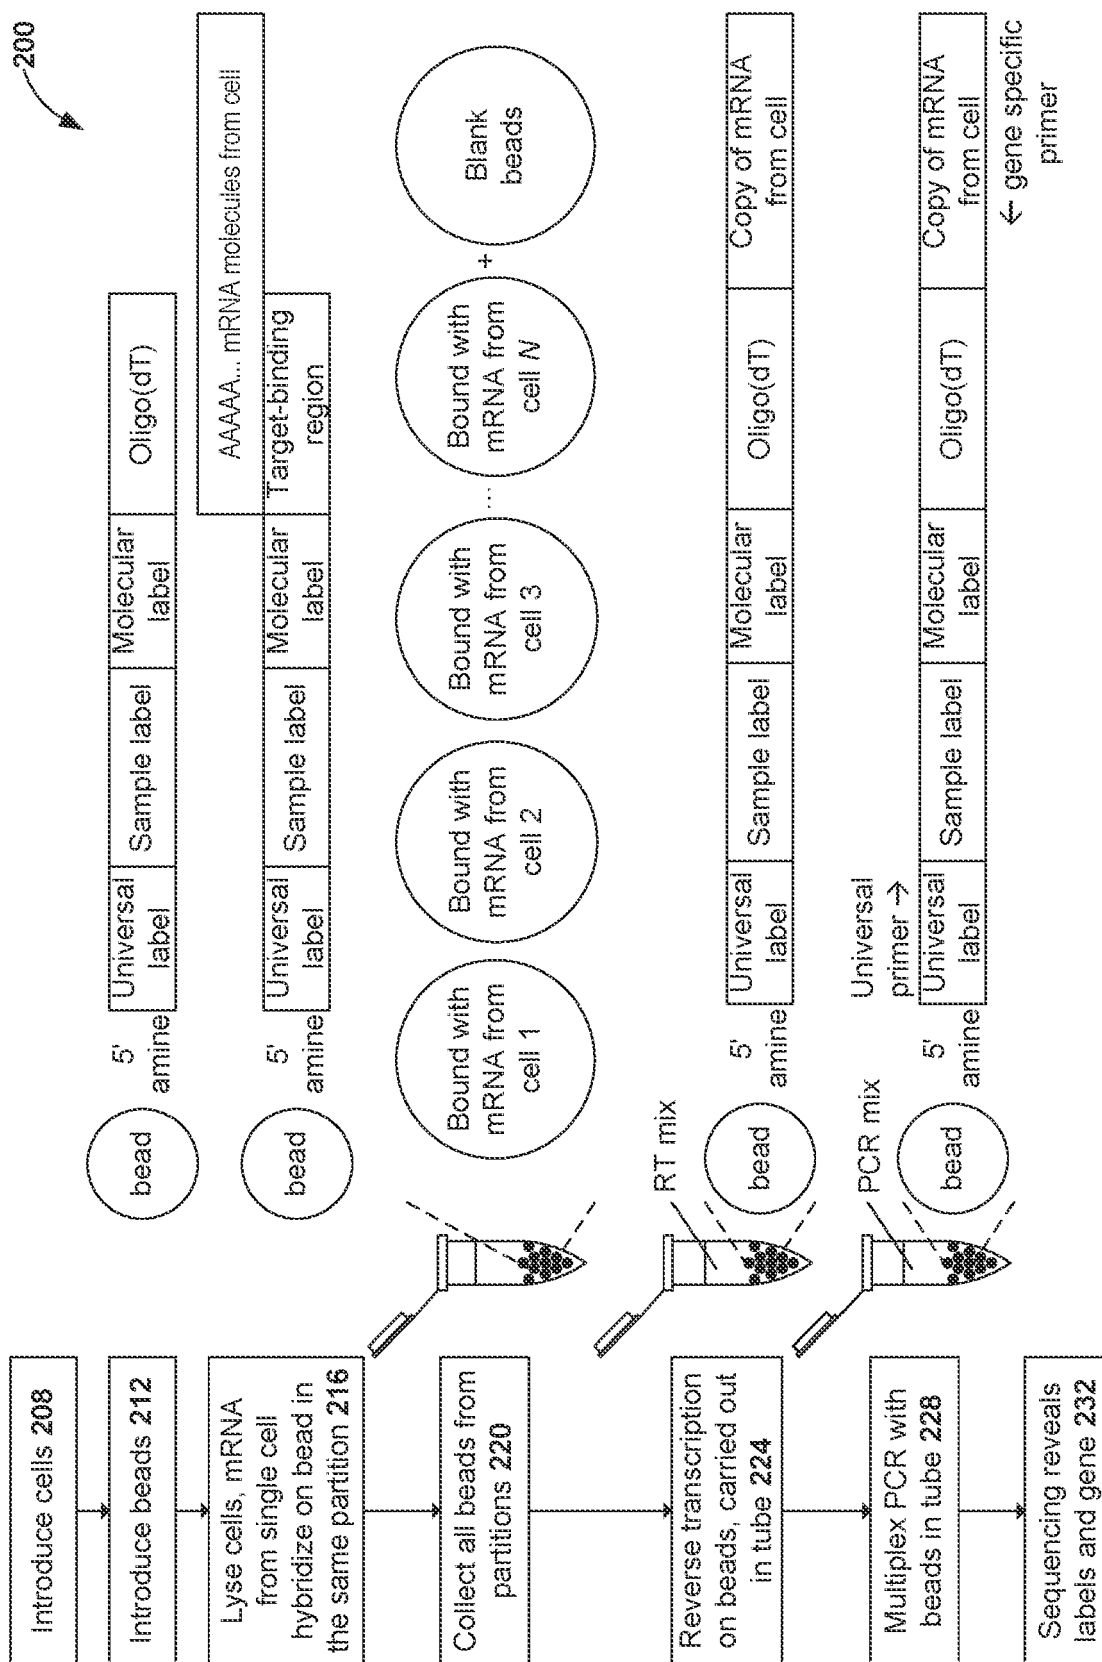 200
Introduce cells 208
Introduce beads 212
bead
5'
amine
Universal
label
Sample label
Molecular
label
Oligo(dT)
Lyse cells, mRNA
from single cell
hybridize on bead in
the same partition 216
bead
5'
amine
Universal
label
Sample label
Molecular
label
AAAAA... mRNA molecules from cell
Target-binding
region
Collect all beads from
partitions 220
Bound with
mRNA from
cell 1
Bound with
mRNA from
cell 2
Bound with
mRNA from
cell 3
...
Bound with
mRNA from
cell N
+
Blank
beads
Reverse transcription
on beads, carried out
in tube 224
RT mix
bead
5'
amine
Universal
label
Sample label
Molecular
label
Oligo(dT)
Copy of mRNA
from cell
Multiplex PCR with
beads in tube 228
PCR mix
bead
5'
amine
Universal
primer →
Universal
label
Sample label
Molecular
label
Oligo(dT)
Copy of mRNA
from cell
← gene specific
primer
Sequencing reveals
labels and gene 232